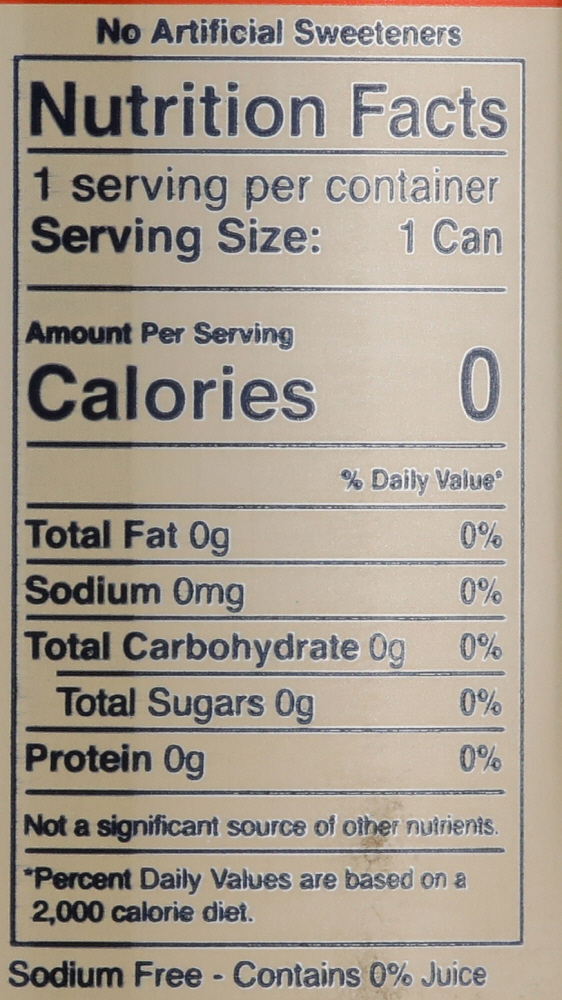 No Artificial Sweeteners
Nutrition Facts
1 serving per container
Serving Size: 1 Can
Amount Per Serving
Calories 0
% Daily Value*
Total Fat 0g 0%
Sodium 0mg 0%
Total Carbohydrate 0g 0%
Total Sugars 0g 0%
Protein 0g 0%
Not a significant source of other nutrients.
*Percent Daily Values are based on a
2,000 calorie diet.
Sodium Free - Contains 0% Juice